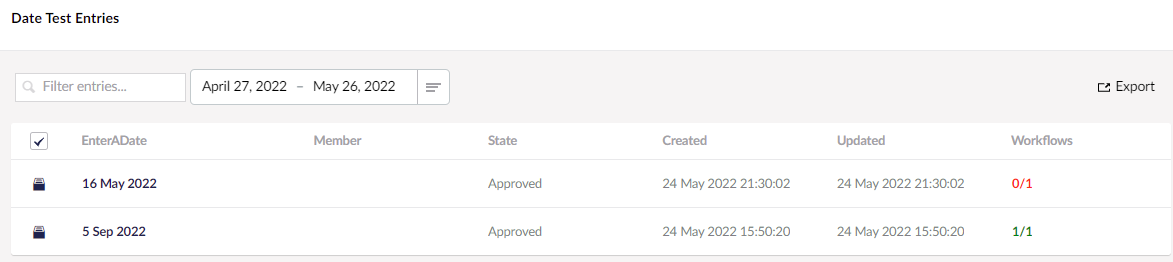 Date Test Entries
Filter entries... April 27, 2022 – May 26, 2022 Export
EnterADate Member State Created Updated Workflows
16 May 2022 Approved 24 May 2022 21:30:02 24 May 2022 21:30:02 0/1
5 Sep 2022 Approved 24 May 2022 15:50:20 24 May 2022 15:50:20 1/1